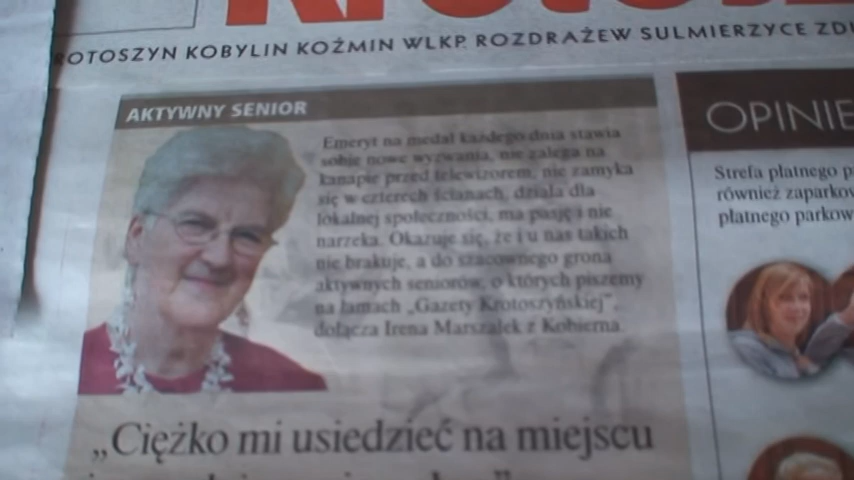 ROTOSZYN KOBYLIN KOŹMIN WLKP. ROZDRAŻEW SULMIERZYCE ZDU
AKTYWNY SENIOR
Emeryt na medal każdego dnia stawia
sobie nowe wyzwania, nie zalega na
kanapie przed telewizorem, nie zamyka
się w czterech ścianach, działa dla
lokalnej społeczności, ma pasję i nie
narzeka. Okazuje się, że i u nas takich
nie brakuje, a do szacownego grona
aktywnych seniorów, o których piszemy
na łamach „Gazety Krotoszyńskiej",
dołącza Irena Marszałek z Kobierna.
„Ciężko mi usiedzieć na miejscu
OPINIE
Strefa płatnego p
również zaparkow
płatnego parkow